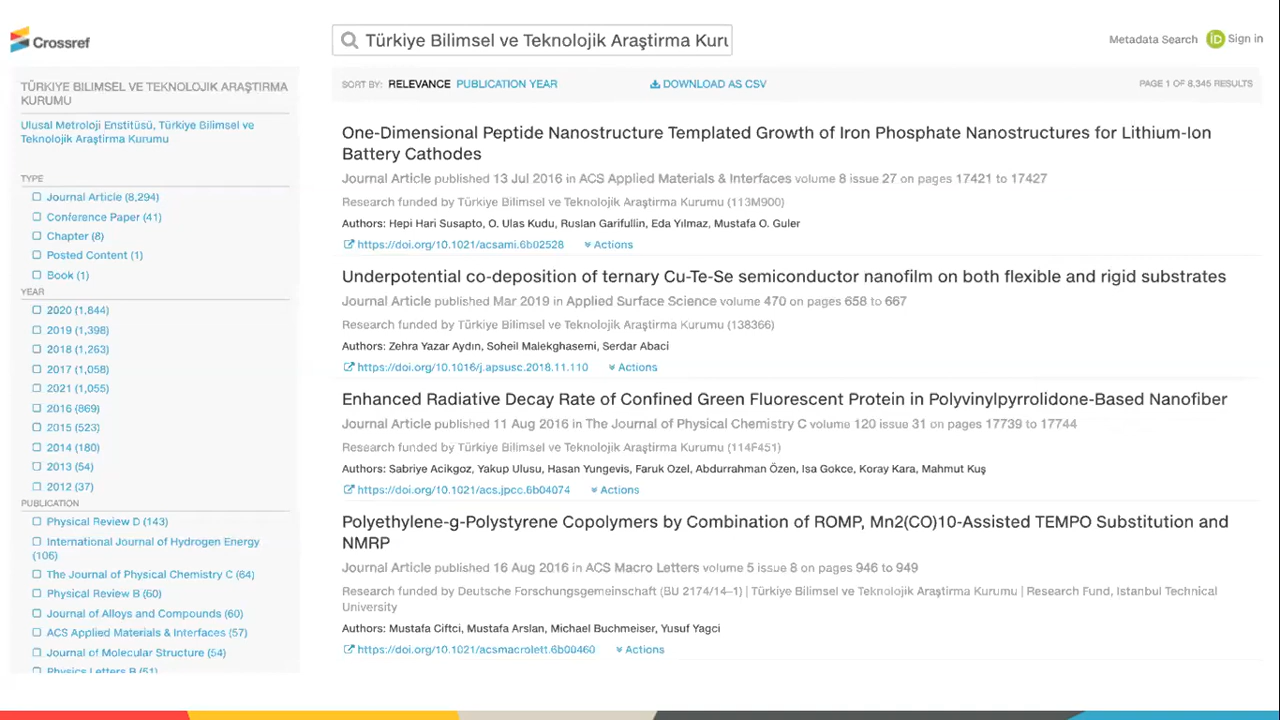 Crossref
Türkiye Bilimsel ve Teknolojik Araştırma Kuru
Metadata Search
iD Sign in
TÜRKIYE BILIMSEL VE TEKNOLOJIK ARAŞTIRMA
KURUMU
Ulusal Metroloji Enstitüsü, Türkiye Bilimsel ve
Teknolojik Araştırma Kurumu
TYPE
Journal Article (8,294)
Conference Paper (41)
Chapter (8)
Posted Content (1)
Book (1)
YEAR
2020 (1,844)
2019 (1,398)
2018 (1,263)
2017 (1,058)
2021 (1,055)
2016 (869)
2015 (523)
2014 (180)
2013 (54)
2012 (37)
PUBLICATION
Physical Review D (143)
International Journal of Hydrogen Energy
(106)
The Journal of Physical Chemistry C (64)
Physical Review B (60)
Journal of Alloys and Compounds (60)
ACS Applied Materials & Interfaces (57)
Journal of Molecular Structure (54)
Physics Letters B (51)
SORT BY: RELEVANCE PUBLICATION YEAR
DOWNLOAD AS CSV
PAGE 1 OF 8,345 RESULTS
One-Dimensional Peptide Nanostructure Templated Growth of Iron Phosphate Nanostructures for Lithium-Ion
Battery Cathodes
Journal Article published 13 Jul 2016 in ACS Applied Materials & Interfaces volume 8 issue 27 on pages 17421 to 17427
Research funded by Türkiye Bilimsel ve Teknolojik Araştırma Kurumu (113M900)
Authors: Hepi Hari Susapto, O. Ulas Kudu, Ruslan Garifullin, Eda Yılmaz, Mustafa O. Guler
https://doi.org/10.1021/acsami.6b02528 Actions
Underpotential co-deposition of ternary Cu-Te-Se semiconductor nanofilm on both flexible and rigid substrates
Journal Article published Mar 2019 in Applied Surface Science volume 470 on pages 658 to 667
Research funded by Türkiye Bilimsel ve Teknolojik Araştırma Kurumu (138366)
Authors: Zehra Yazar Aydın, Soheil Malekghasemi, Serdar Abaci
https://doi.org/10.1016/j.apsusc.2018.11.110 Actions
Enhanced Radiative Decay Rate of Confined Green Fluorescent Protein in Polyvinylpyrrolidone-Based Nanofiber
Journal Article published 11 Aug 2016 in The Journal of Physical Chemistry C volume 120 issue 31 on pages 17739 to 17744
Research funded by Türkiye Bilimsel ve Teknolojik Araştırma Kurumu (114F451)
Authors: Sabriye Acikgoz, Yakup Ulusu, Hasan Yungevis, Faruk Ozel, Abdurrahman Özen, Isa Gokce, Koray Kara, Mahmut Kuş
https://doi.org/10.1021/acs.jpcc.6b04074 Actions
Polyethylene-g-Polystyrene Copolymers by Combination of ROMP, Mn2(CO)10-Assisted TEMPO Substitution and
NMRP
Journal Article published 16 Aug 2016 in ACS Macro Letters volume 5 issue 8 on pages 946 to 949
Research funded by Deutsche Forschungsgemeinschaft (BU 2174/14–1) | Türkiye Bilimsel ve Teknolojik Araştırma Kurumu | Research Fund, Istanbul Technical
University
Authors: Mustafa Ciftci, Mustafa Arslan, Michael Buchmeiser, Yusuf Yagci
https://doi.org/10.1021/acsmacrolett.6b00460 Actions